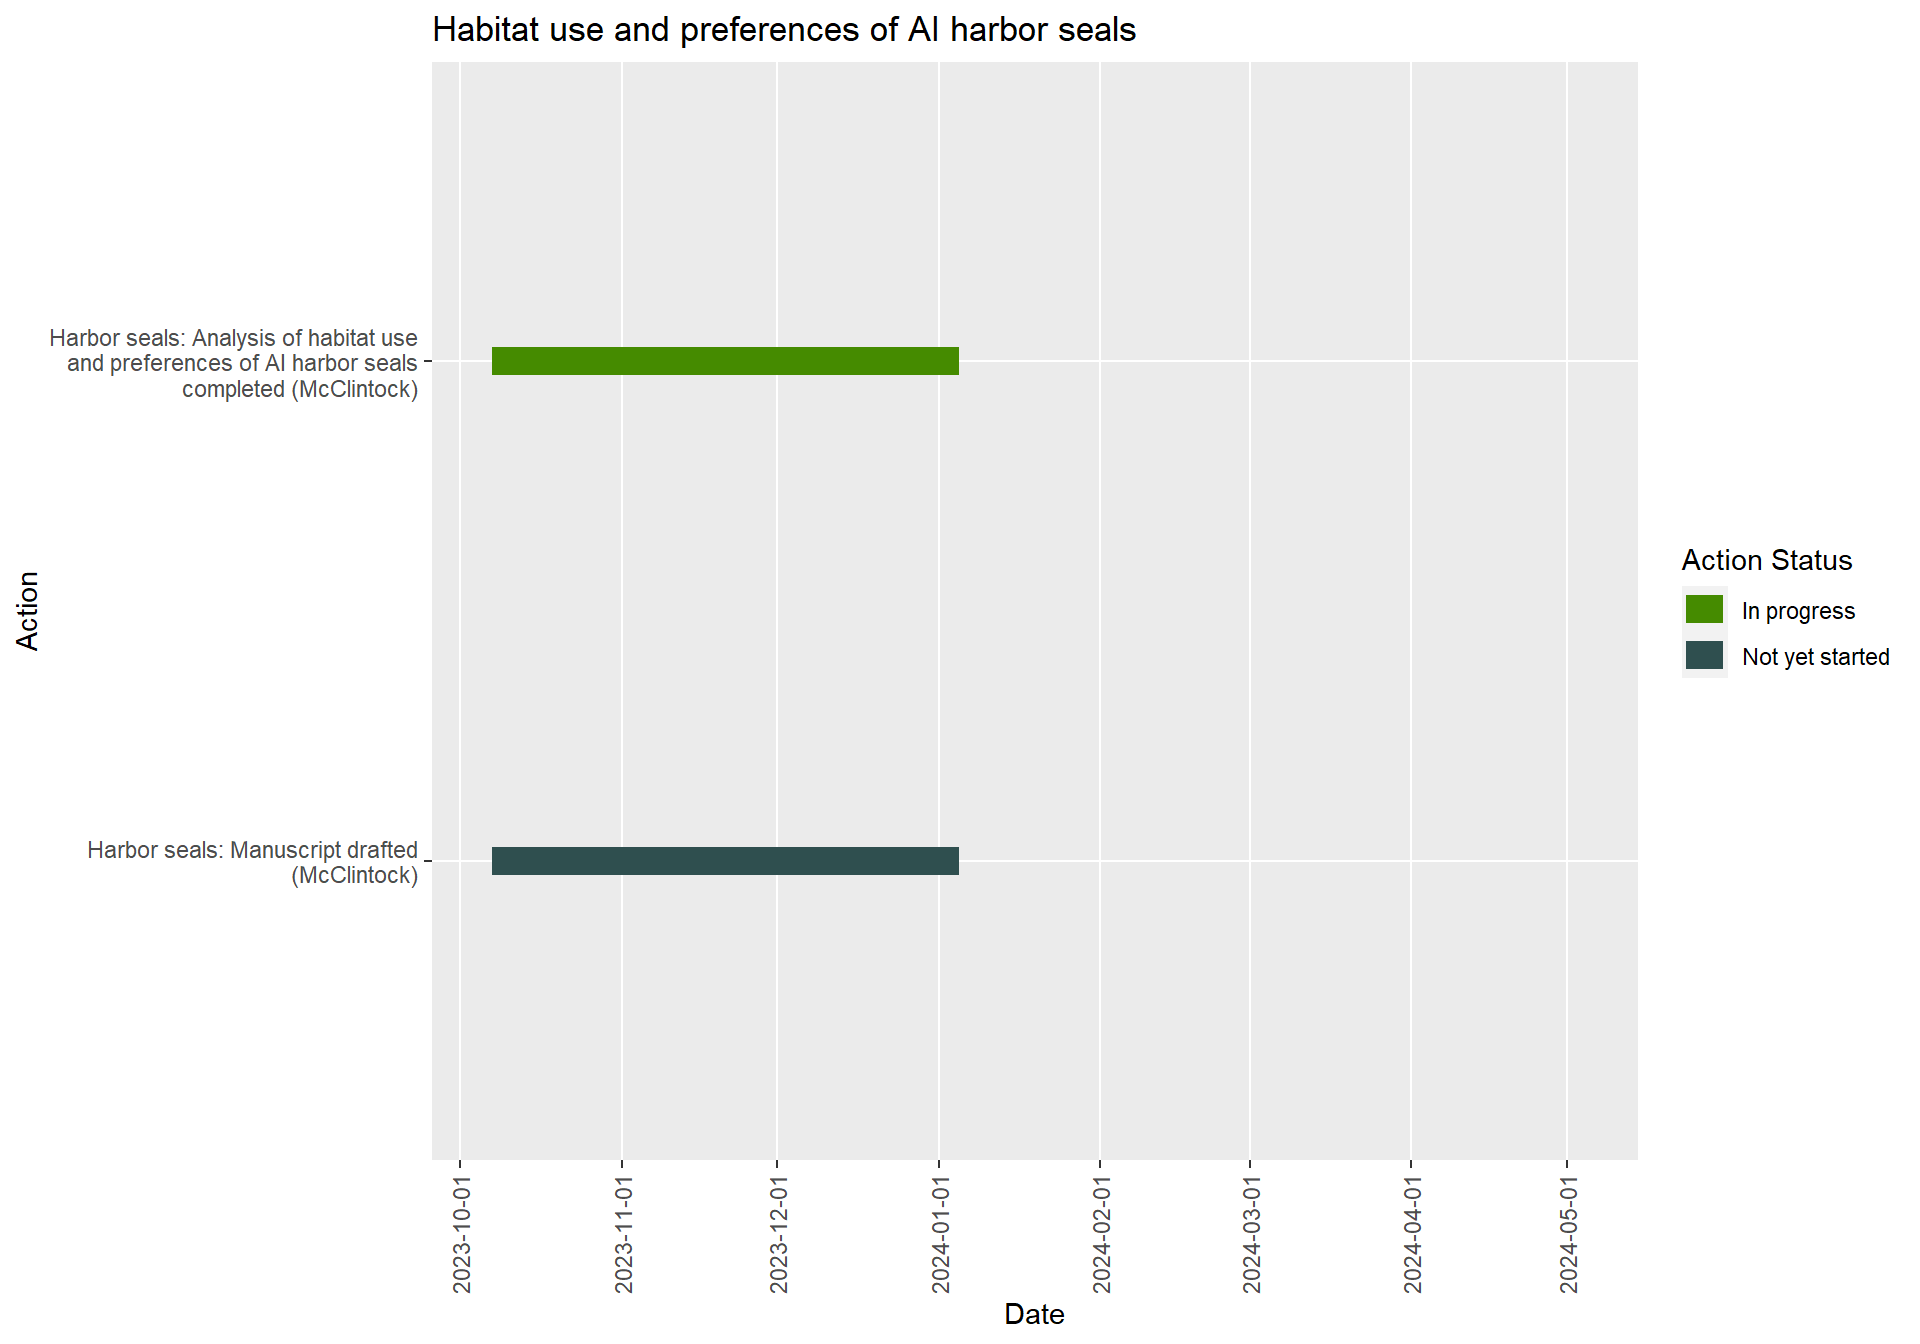 Habitat use and preferences of AI harbor seals
Harbor seals: Analysis of habitat use
and preferences of AI harbor seals
completed (McClintock)
Harbor seals: Manuscript drafted
(McClintock)
Action
2023-10-01
2023-11-01
2023-12-01
2024-01-01
2024-02-01
2024-03-01
2024-04-01
2024-05-01
Date
Action Status
In progress
Not yet started